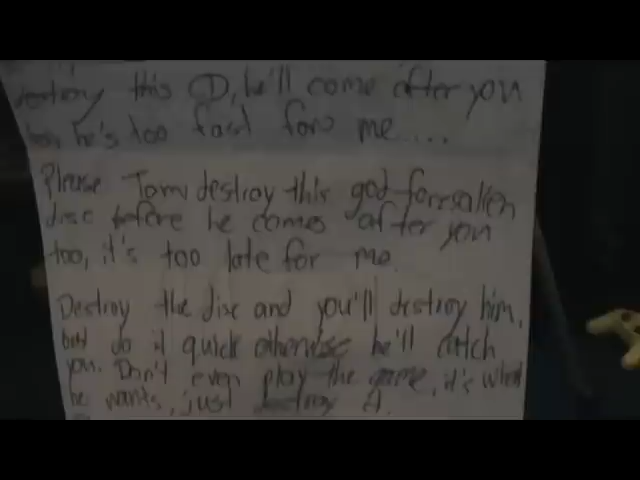 destroy this CD, he'll come after you
too, he's too fast for me....
Please Tom, destroy this god-forsaken
disc before he comes after you
too, it's too late for me.
Destroy the disc and you'll destroy him,
but do it quick otherwise he'll catch
you. Don't even play the game, it's what
he wants, just destroy it.